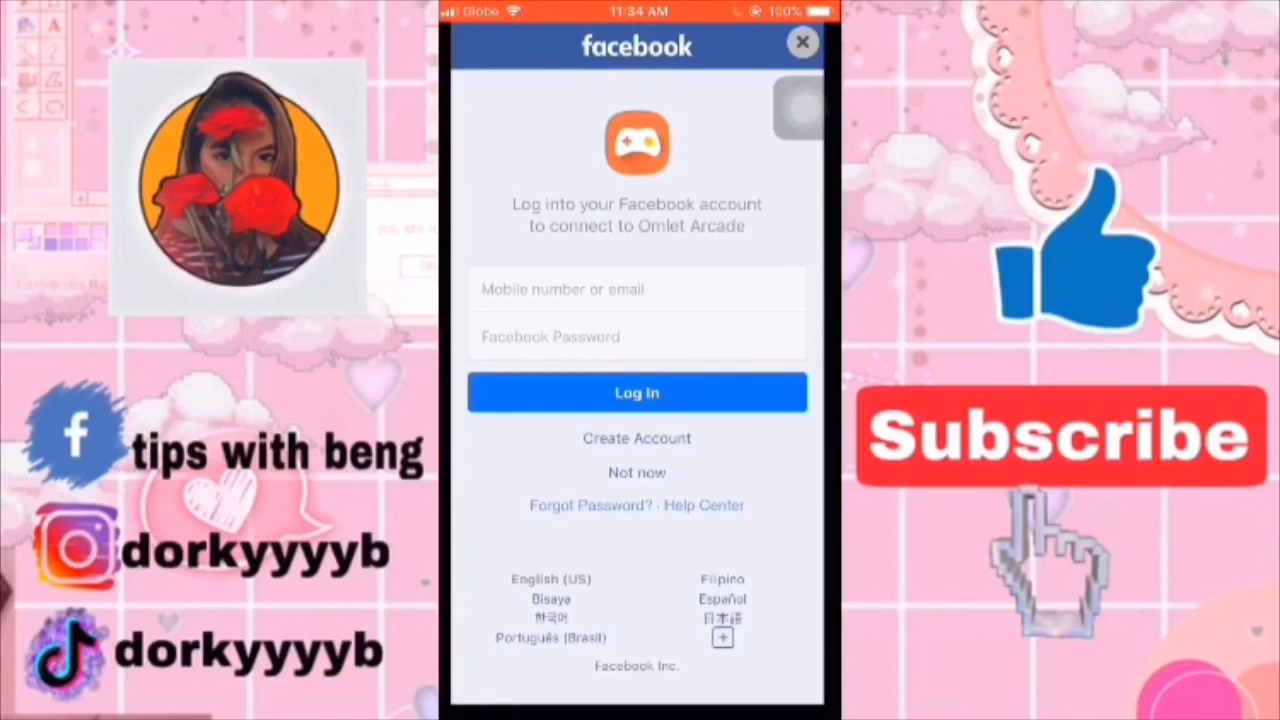 Globe
11:34 AM
100%
facebook
Log into your Facebook account
to connect to Omlet Arcade
Mobile number or email
Facebook Password
Log In
Create Account
Not now
Forgot Password? · Help Center
English (US)
Filipino
Bisaya
Español
한국어
日本語
Português (Brasil)
Facebook Inc.
tips with beng
dorkyyyyb
dorkyyyyb
Subscribe